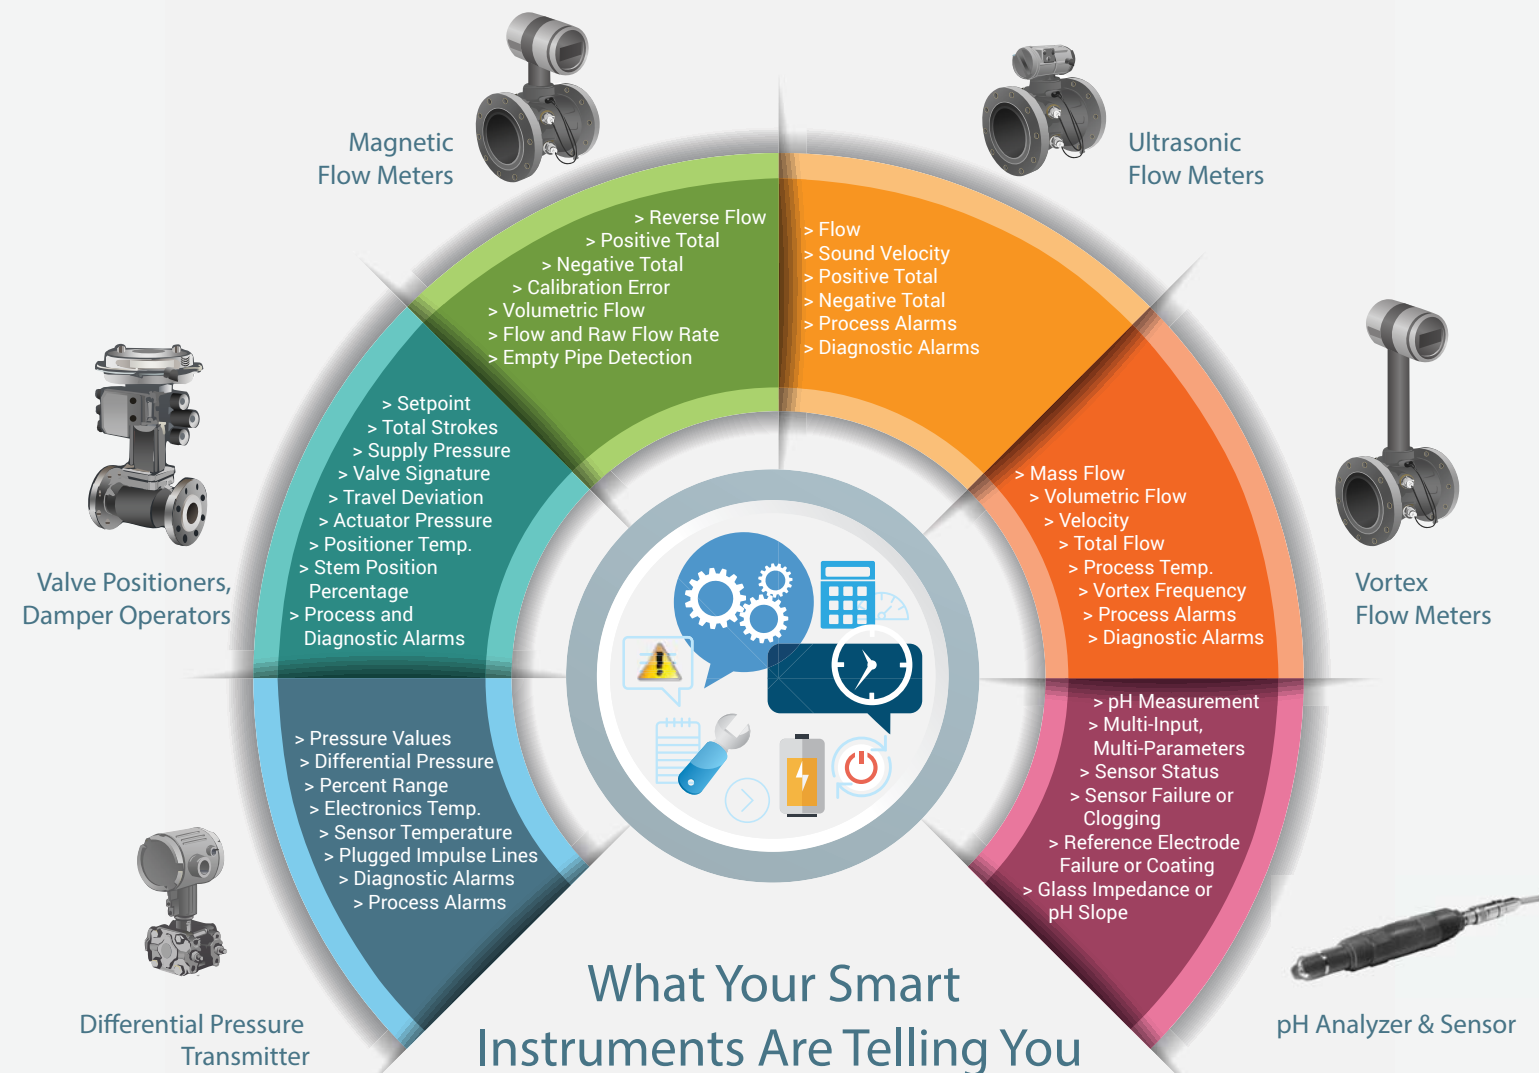 Magnetic
Flow Meters
> Reverse Flow
> Positive Total
> Negative Total
> Calibration Error
> Volumetric Flow
> Flow and Raw Flow Rate
> Empty Pipe Detection
Ultrasonic
Flow Meters
> Flow
> Sound Velocity
> Positive Total
> Negative Total
> Process Alarms
> Diagnostic Alarms
Valve Positioners,
Damper Operators
> Setpoint
> Total Strokes
> Supply Pressure
> Valve Signature
> Travel Deviation
> Actuator Pressure
> Positioner Temp.
> Stem Position
Percentage
> Process and
Diagnostic Alarms
Vortex
Flow Meters
> Mass Flow
> Volumetric Flow
> Velocity
> Total Flow
> Process Temp.
> Vortex Frequency
> Process Alarms
> Diagnostic Alarms
Differential Pressure
Transmitter
> Pressure Values
> Differential Pressure
> Percent Range
> Electronics Temp.
> Sensor Temperature
> Plugged Impulse Lines
> Diagnostic Alarms
> Process Alarms
pH Analyzer & Sensor
> pH Measurement
> Multi-Input,
Multi-Parameters
> Sensor Status
> Sensor Failure or
Clogging
> Reference Electrode
Failure or Coating
> Glass Impedance or
pH Slope
What Your Smart
Instruments Are Telling You